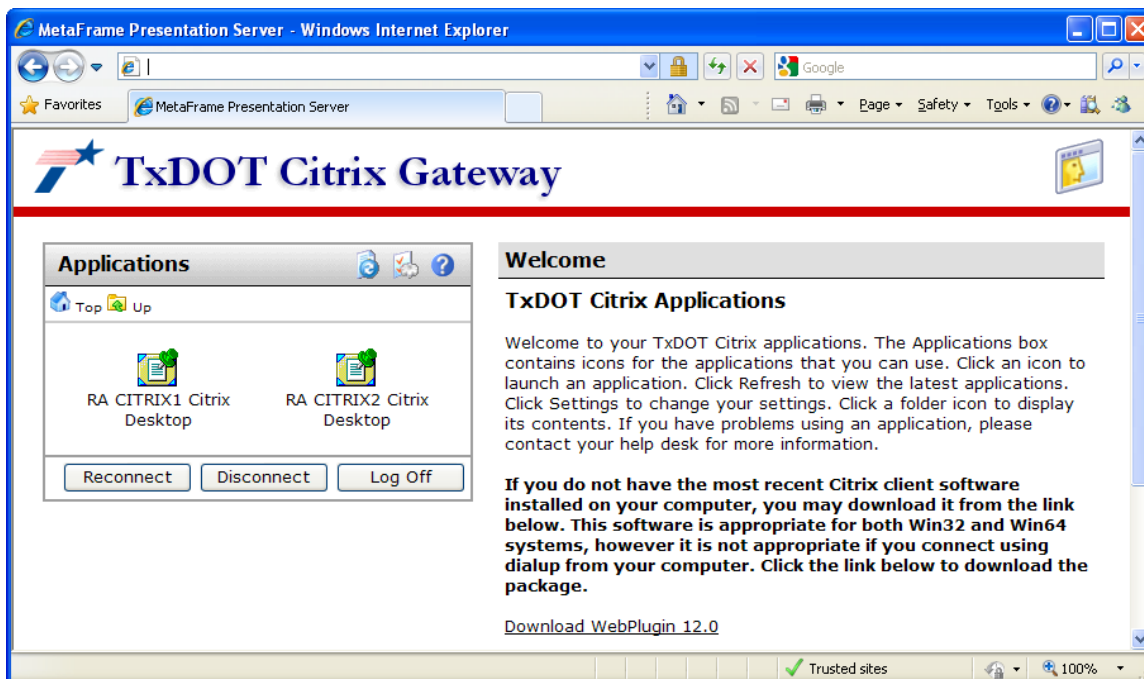 MetaFrame Presentation Server - Windows Internet Explorer
Google
Favorites
MetaFrame Presentation Server
Page
Safety
Tools
TxDOT Citrix Gateway
Applications
Top Up
RA CITRIX1 Citrix
Desktop
RA CITRIX2 Citrix
Desktop
Reconnect
Disconnect
Log Off
Welcome
TxDOT Citrix Applications
Welcome to your TxDOT Citrix applications. The Applications box
contains icons for the applications that you can use. Click an icon to
launch an application. Click Refresh to view the latest applications.
Click Settings to change your settings. Click a folder icon to display
its contents. If you have problems using an application, please
contact your help desk for more information.
If you do not have the most recent Citrix client software
installed on your computer, you may download it from the link
below. This software is appropriate for both Win32 and Win64
systems, however it is not appropriate if you connect using
dialup from your computer. Click the link below to download the
package.
Download WebPlugin 12.0
Trusted sites
100%